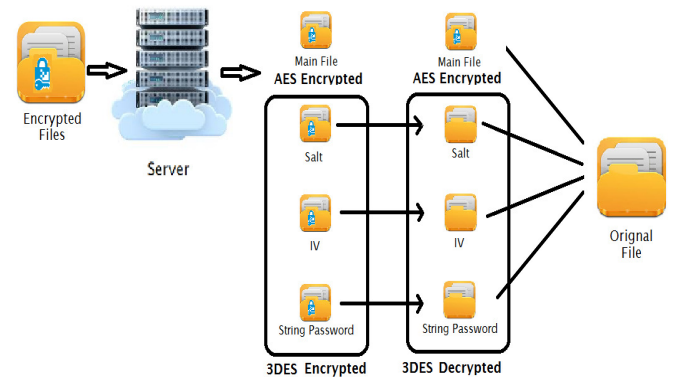 Encrypted
Files
Server
Main File
AES Encrypted
Salt
IV
String Password
3DES Encrypted
Main File
AES Encrypted
Salt
IV
String Password
3DES Decrypted
Orignal
File